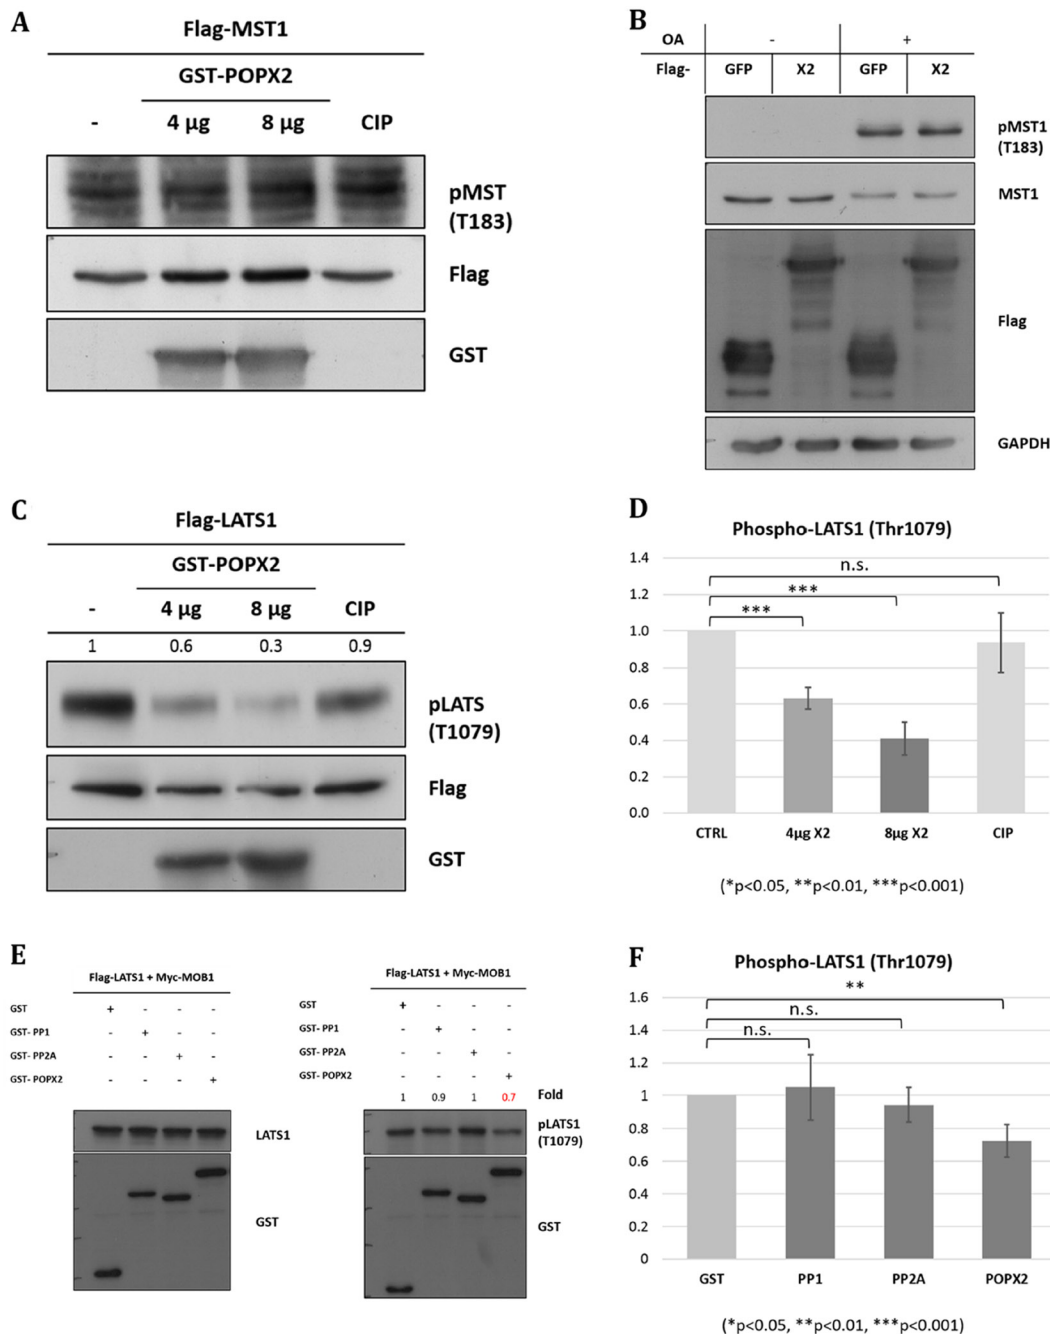 A
Flag-MST1
GST-POPX2
- 4 µg 8 µg CIP
pMST
(T183)
Flag
GST
B
OA - +
Flag- GFP X2 GFP X2
pMST1
(T183)
MST1
Flag
GAPDH
C
Flag-LATS1
GST-POPX2
- 4 µg 8 µg CIP
1 0.6 0.3 0.9
pLATS
(T1079)
Flag
GST
D
Phospho-LATS1 (Thr1079)
1.4
1.2
1.0
0.8
0.6
0.4
0.2
0.0
n.s.
***
***
CTRL 4µg X2 8µg X2 CIP
(*p<0.05, **p<0.01, ***p<0.001)
E
Flag-LATS1 + Myc-MOB1
GST + - - -
GST- PP1 - + - -
GST- PP2A - - + -
GST- POPX2 - - - +
LATS1
GST
Flag-LATS1 + Myc-MOB1
GST + - - -
GST- PP1 - + - -
GST- PP2A - - + -
GST- POPX2 - - - +
1 0.9 1 0.7 Fold
pLATS1
(T1079)
GST
F
Phospho-LATS1 (Thr1079)
1.6
1.4
1.2
1
0.8
0.6
0.4
0.2
0
**
n.s.
n.s.
GST PP1 PP2A POPX2
(*p<0.05, **p<0.01, ***p<0.001)